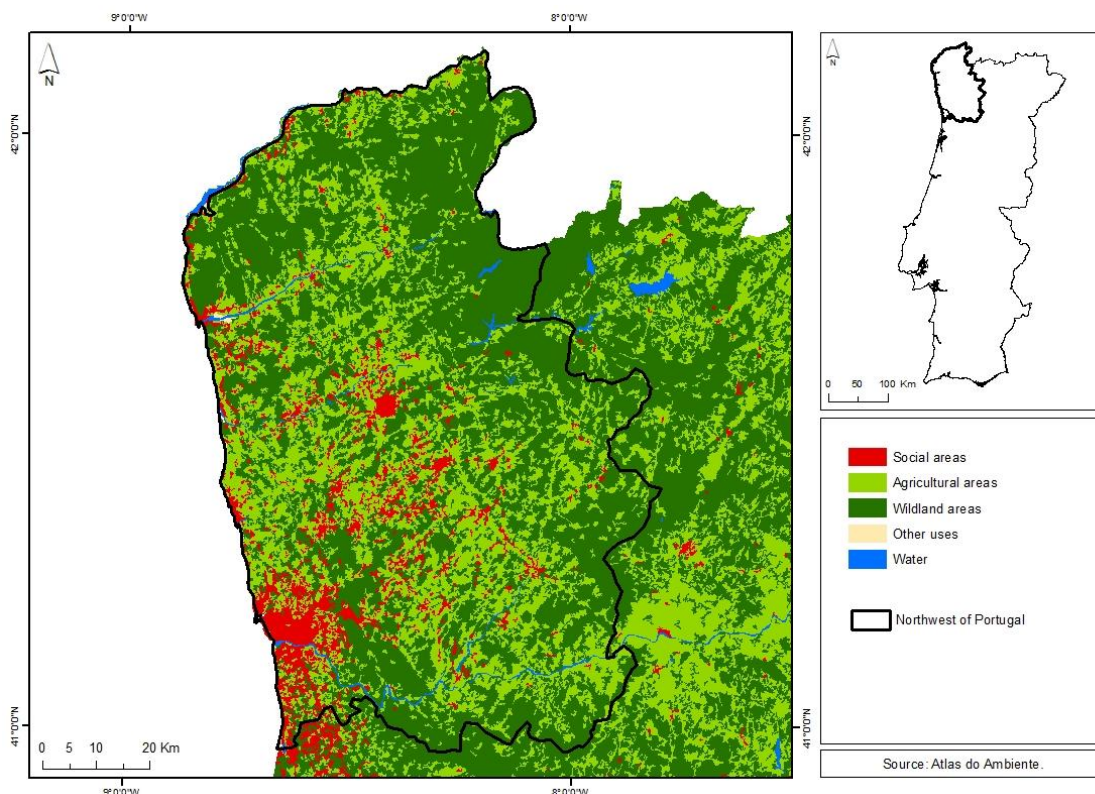 9°0'0"W
8°0'0"W
N
42°0'0"N
42°0'0"N
41°0'0"N
41°0'0"N
0 5 10 20 Km
9°0'0"W
8°0'0"W
N
0 50 100 Km
Social areas
Agricultural areas
Wildland areas
Other uses
Water
Northwest of Portugal
Source: Atlas do Ambiente.